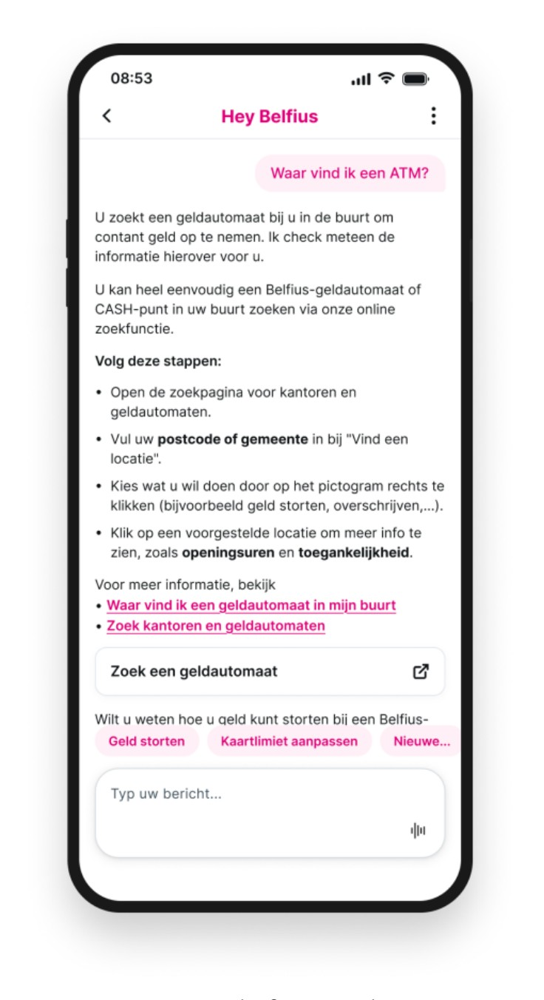 08:53
Hey Belfius
Waar vind ik een ATM?
U zoekt een geldautomaat bij u in de buurt om
contant geld op te nemen. Ik check meteen de
informatie hierover voor u.
U kan heel eenvoudig een Belfius-geldautomaat of
CASH-punt in uw buurt zoeken via onze online
zoekfunctie.
Volg deze stappen:
• Open de zoekpagina voor kantoren en
geldautomaten.
• Vul uw postcode of gemeente in bij "Vind een
locatie".
• Kies wat u wil doen door op het pictogram rechts te
klikken (bijvoorbeeld geld storten, overschrijven,...).
• Klik op een voorgestelde locatie om meer info te
zien, zoals openingsuren en toegankelijkheid.
Voor meer informatie, bekijk
• Waar vind ik een geldautomaat in mijn buurt
• Zoek kantoren en geldautomaten
Zoek een geldautomaat
Wilt u weten hoe u geld kunt storten bij een Belfius-
Geld storten Kaartlimiet aanpassen Nieuwe...
Typ uw bericht...